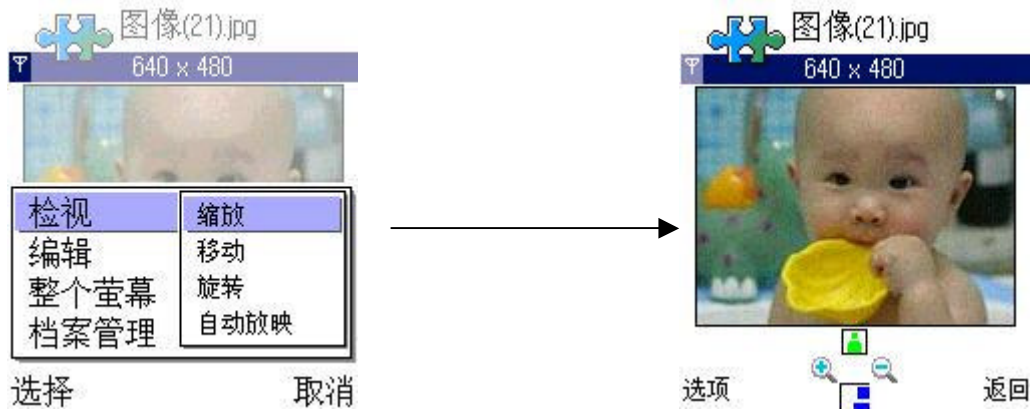 图像(21).jpg
640 x 480
检视
编辑
整个萤幕
档案管理
缩放
移动
旋转
自动放映
选择
取消
图像(21).jpg
640 x 480
选项
返回